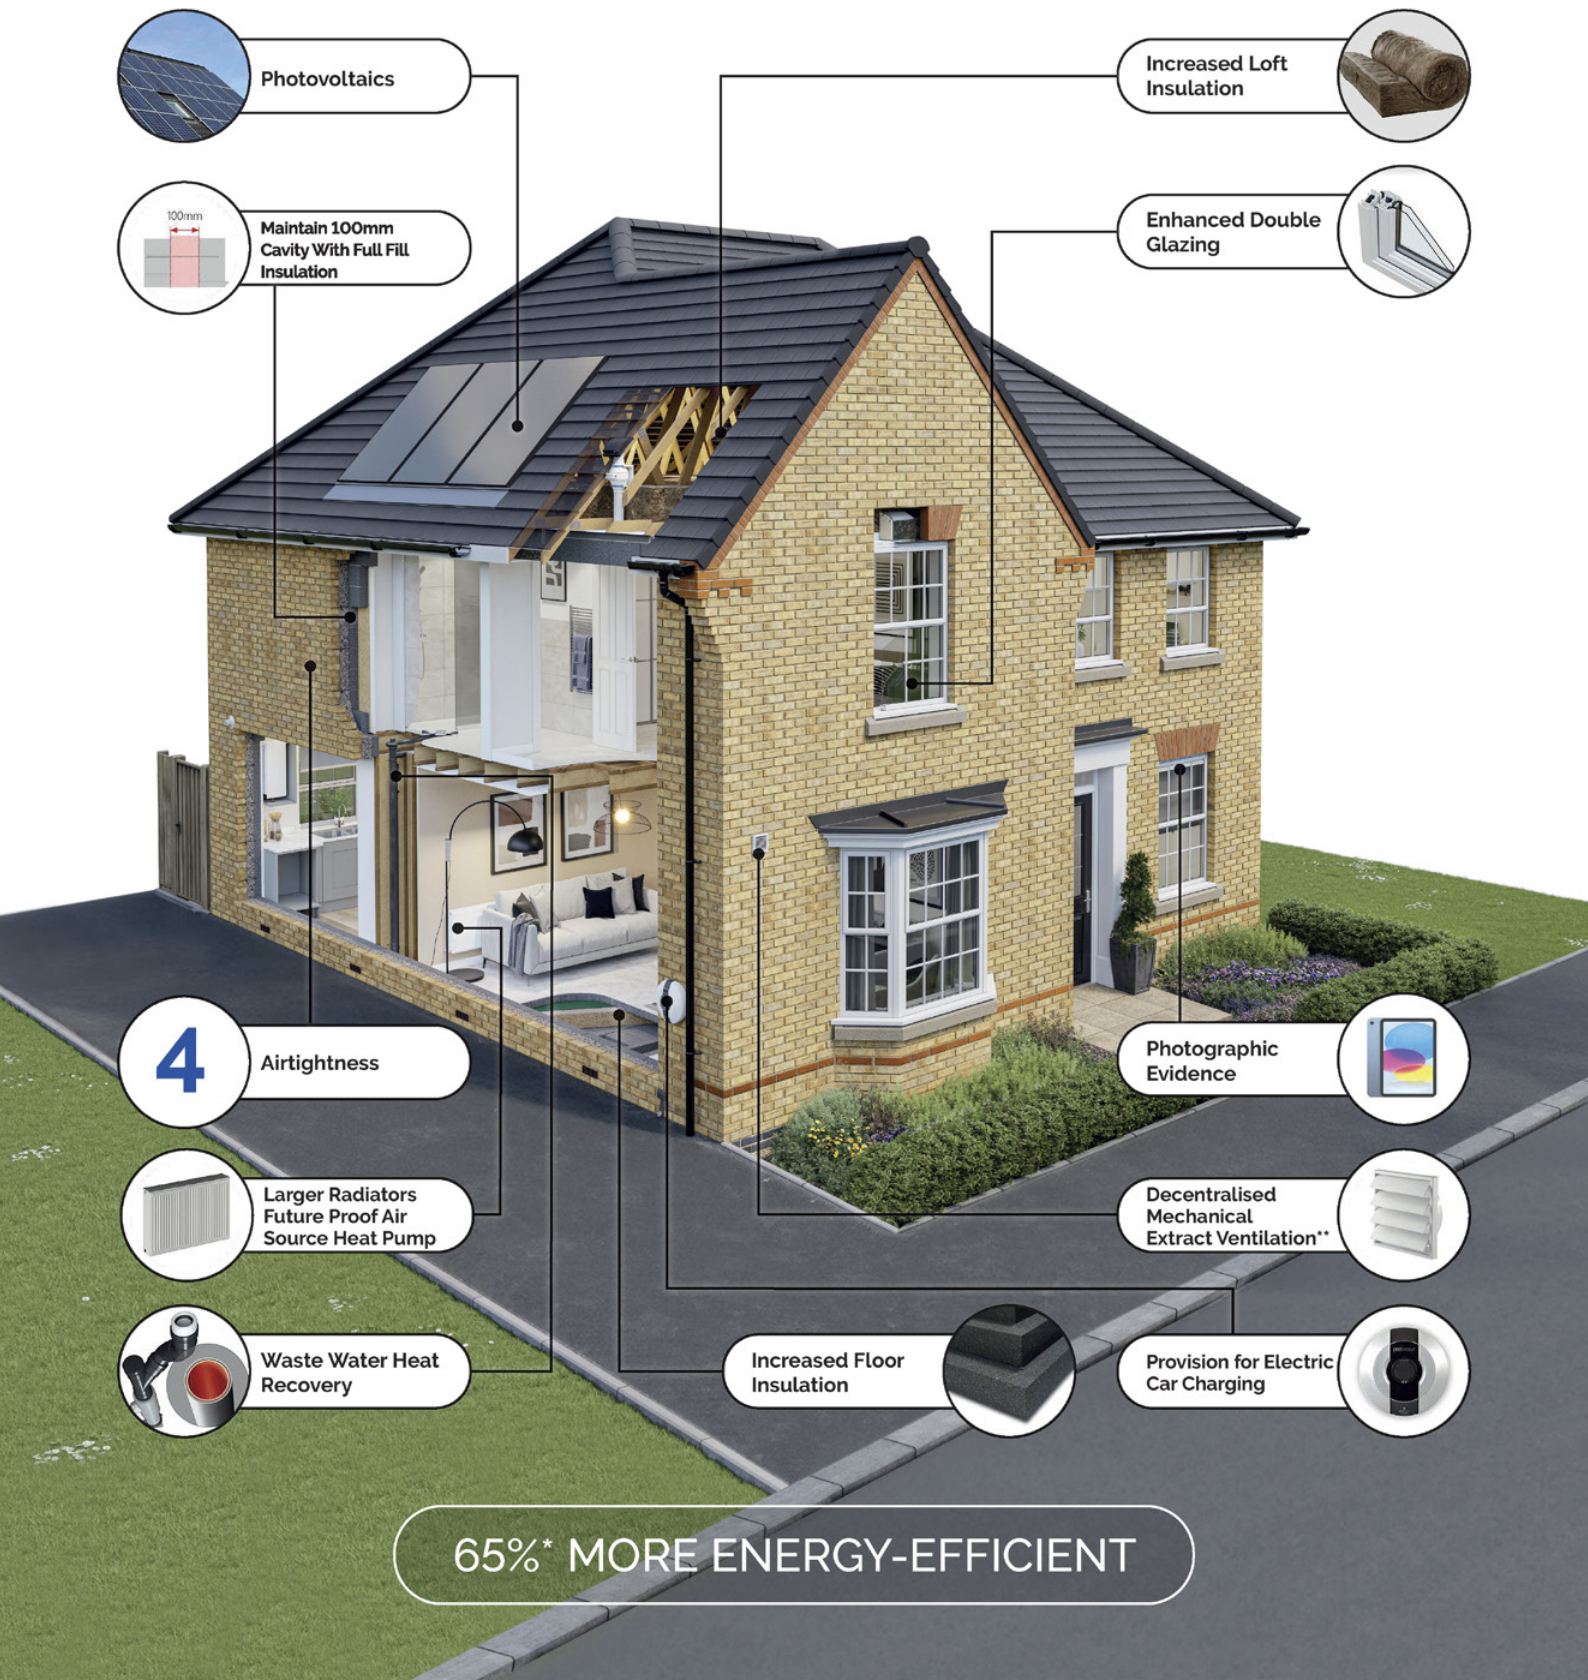 Photovoltaics
Increased Loft
Insulation
100mm
Maintain 100mm
Cavity With Full Fill
Insulation
Enhanced Double
Glazing
4
Airtightness
Photographic
Evidence
Larger Radiators
Future Proof Air
Source Heat Pump
Decentralised
Mechanical
Extract Ventilation**
Waste Water Heat
Recovery
Increased Floor
Insulation
Provision for Electric
Car Charging
65%* MORE ENERGY-EFFICIENT